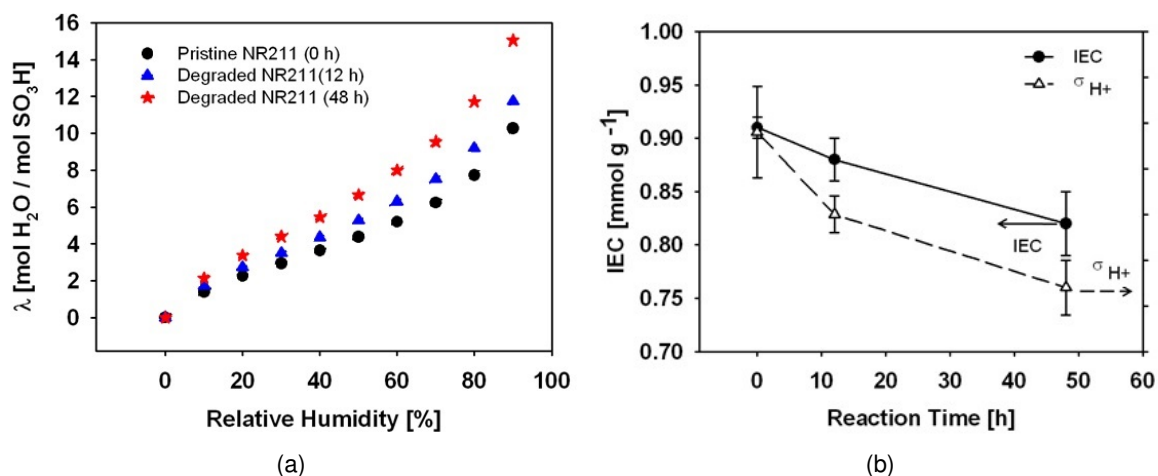 16
14
12
10
8
6
4
2
0
λ [mol H₂O / mol SO₃H]
Pristine NR211 (0 h)
Degraded NR211(12 h)
Degraded NR211 (48 h)
0 20 40 60 80 100
Relative Humidity [%]
(a)
1.00
0.95
0.90
0.85
0.80
0.75
0.70
IEC [mmol g⁻¹]
IEC
σ H+
IEC
σ H+
0 10 20 30 40 50 60
Reaction Time [h]
(b)